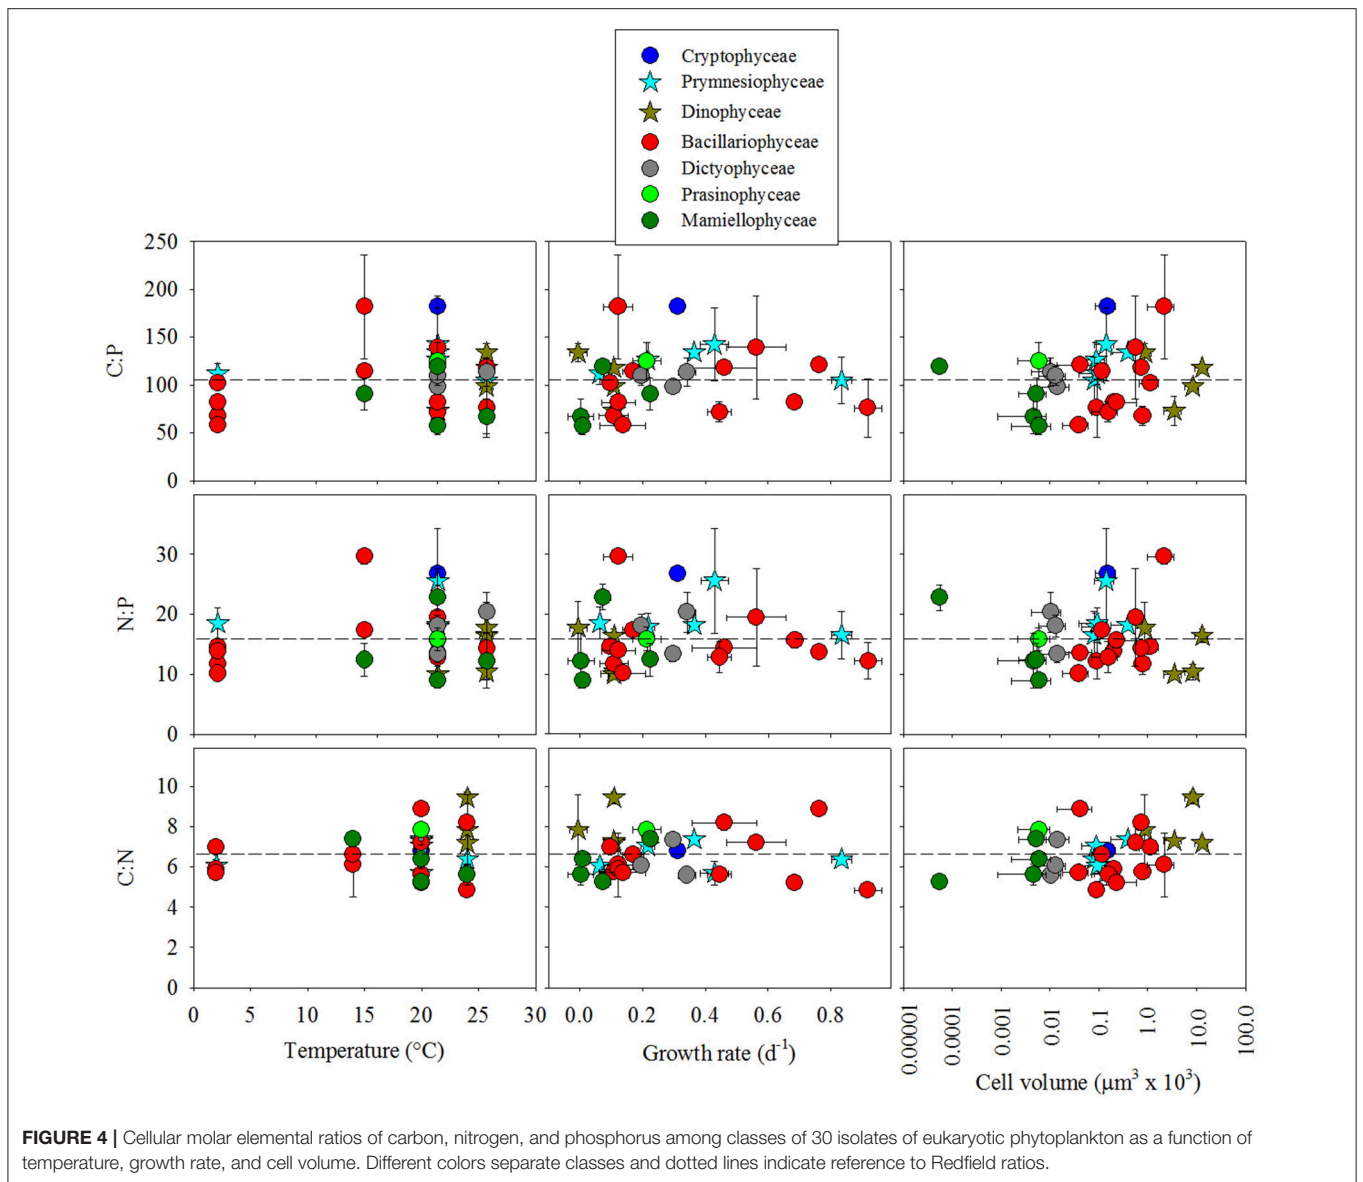 Cryptophyceae
Prymnesiophyceae
Dinophyceae
Bacillariophyceae
Dictyophyceae
Prasinophyceae
Mamiellophyceae
C:P
250
200
150
100
50
0
N:P
30
20
10
0
C:N
10
8
6
4
2
0
0 5 10 15 20 25 30
Temperature (°C)
0.0 0.2 0.4 0.6 0.8
Growth rate (d⁻¹)
0.00001 0.0001 0.001 0.01 0.1 1.0 10.0 100.0
Cell volume (μm³ x 10³)
FIGURE 4 | Cellular molar elemental ratios of carbon, nitrogen, and phosphorus among classes of 30 isolates of eukaryotic phytoplankton as a function of
temperature, growth rate, and cell volume. Different colors separate classes and dotted lines indicate reference to Redfield ratios.